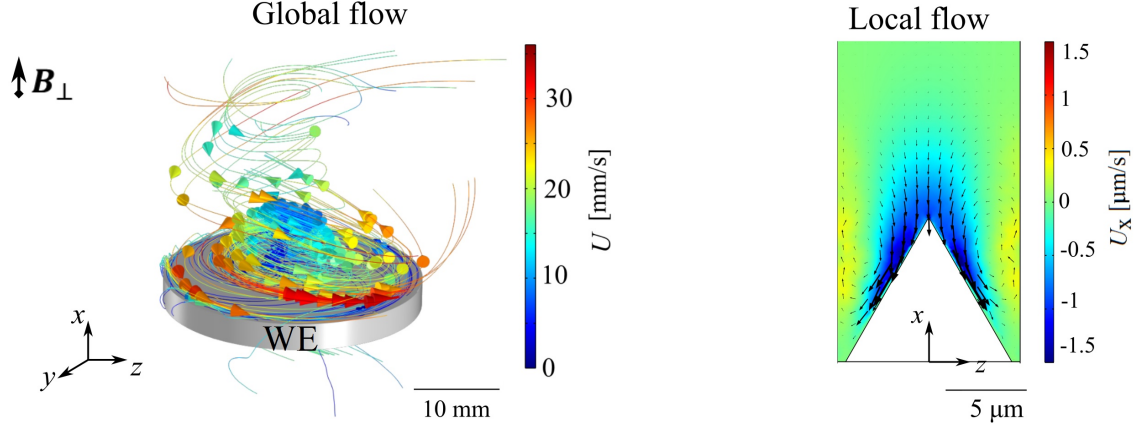 Global flow
Local flow
B⊥
30
20
10
0
U [mm/s]
WE
x
y
z
10 mm
1.5
1
0.5
0
-0.5
-1
-1.5
Ux [μm/s]
x
z
5 μm